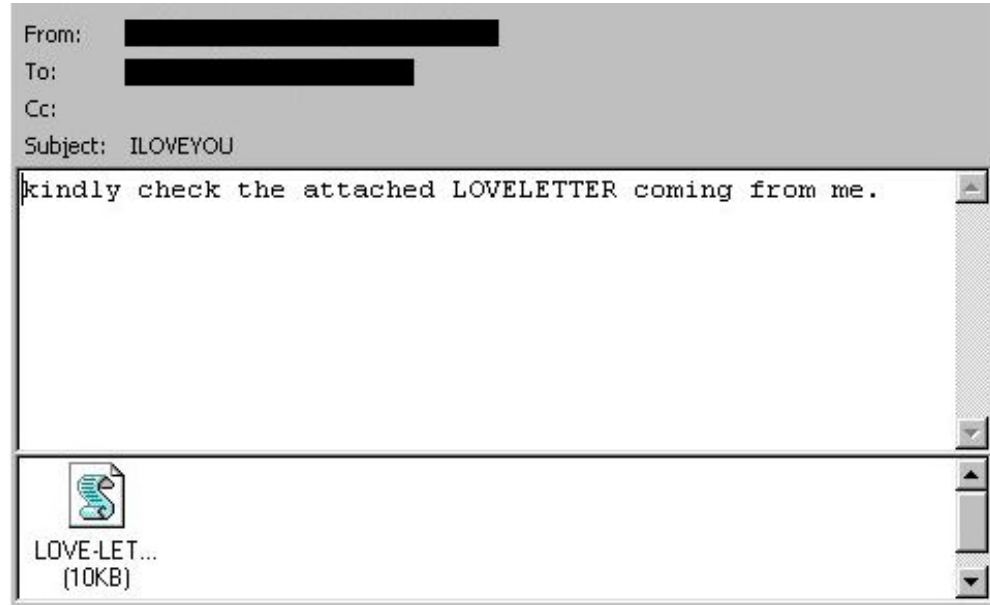 From:
To:
Cc:
Subject: ILOVEYOU
kindly check the attached LOVELETTER coming from me.
LOVE-LET...
(10KB)